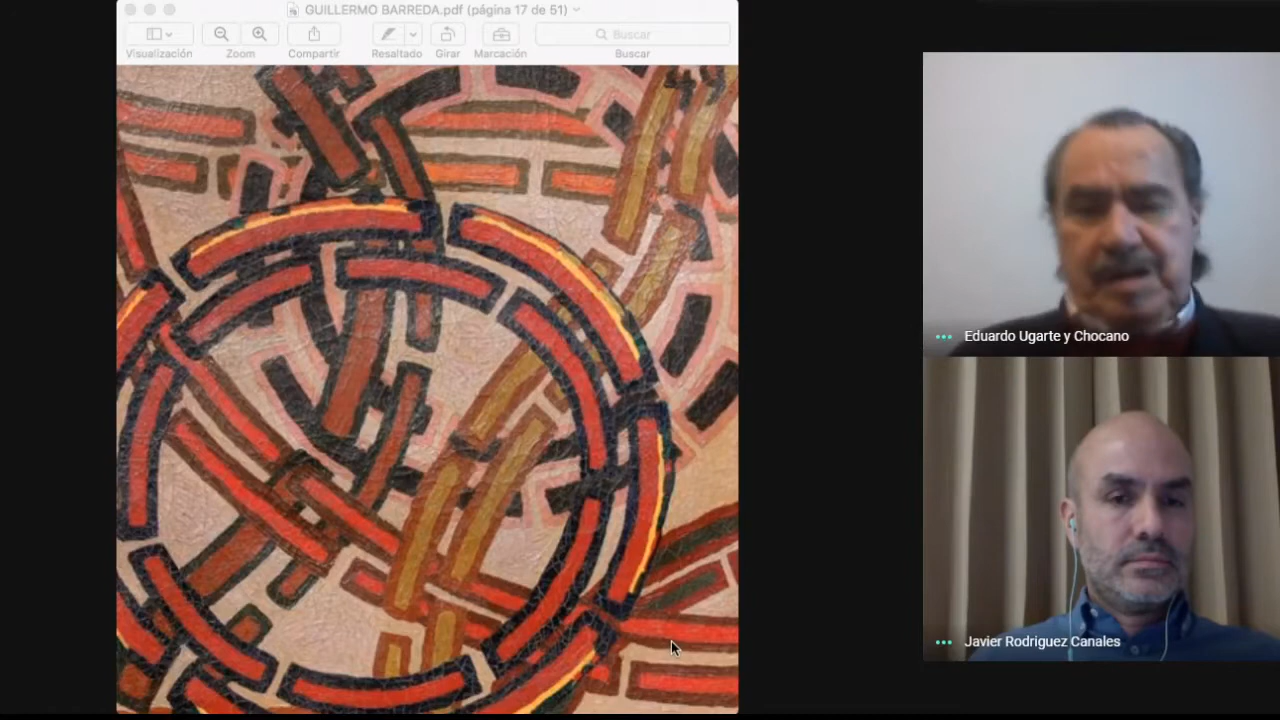 GUILLERMO BARREDA.pdf (página 17 de 51)
Buscar
Visualización Zoom Compartir Resaltado Girar Marcación Buscar
Eduardo Ugarte y Chocano
Javier Rodriguez Canales